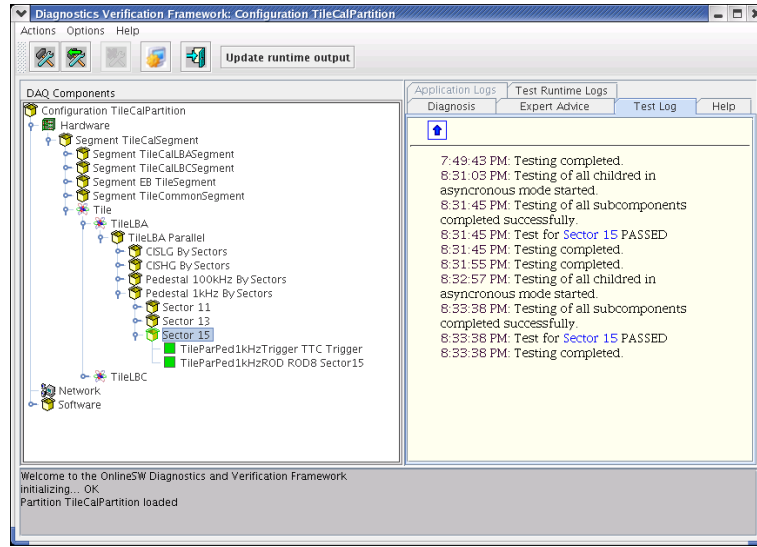 Diagnostics Verification Framework: Configuration TileCalPartition
Actions Options Help
Update runtime output
DAQ Components
Configuration TileCalPartition
Hardware
Segment TileCalSegment
Segment TileCalLBASegment
Segment TileCalLBCSegment
Segment EB TileSegment
Segment TileCommonSegment
Tile
TileLBA
TileLBA Parallel
CISLG By Sectors
CISHG By Sectors
Pedestal 100kHz By Sectors
Pedestal 1kHz By Sectors
Sector 11
Sector 13
Sector 15
TileParPed1kHzTrigger TTC Trigger
TileParPed1kHzROD ROD8 Sector15
TileLBC
Network
Software
Application Logs Test Runtime Logs
Diagnosis Expert Advice Test Log Help
7:49:43 PM: Testing completed.
8:31:03 PM: Testing of all childred in
asyncronous mode started.
8:31:45 PM: Testing of all subcomponents
completed successfully.
8:31:45 PM: Test for Sector 15 PASSED
8:31:45 PM: Testing completed.
8:31:55 PM: Testing completed.
8:32:57 PM: Testing of all childred in
asyncronous mode started.
8:33:38 PM: Testing of all subcomponents
completed successfully.
8:33:38 PM: Test for Sector 15 PASSED
8:33:38 PM: Testing completed.
Welcome to the OnlineSW Diagnostics and Verification Framework
initializing... OK
Partition TileCalPartition loaded